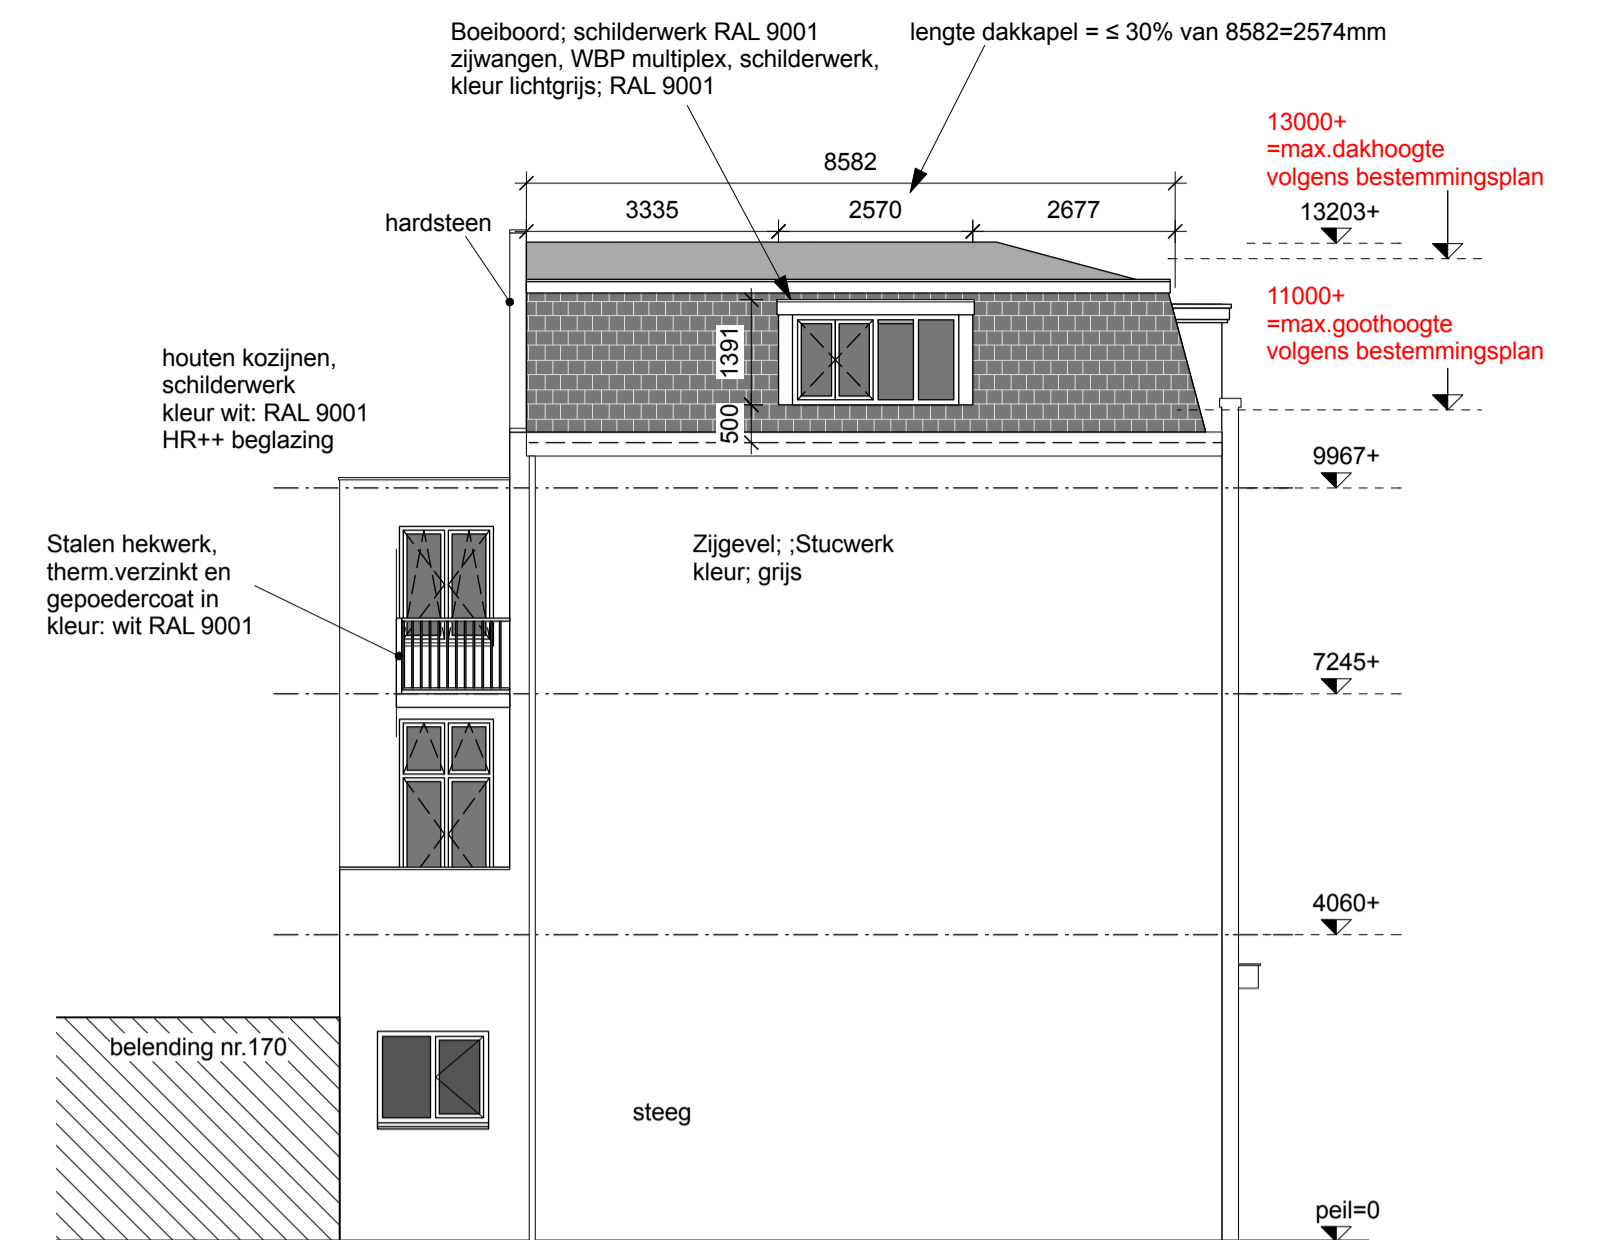 Boeiboord; schilderwerk RAL 9001
zijwangen, WBP multiplex, schilderwerk,
kleur lichtgrijs; RAL 9001
lengte dakkapel = ≤ 30% van 8582=2574mm
13000+
=max.dakhoogte
volgens bestemmingsplan
8582
3335
2570
2677
13203+
hardsteen
11000+
=max.goothoogte
volgens bestemmingsplan
1391
500
houten kozijnen,
schilderwerk
kleur wit: RAL 9001
HR++ beglazing
9967+
Stalen hekwerk,
therm.verzinkt en
gepoedercoat in
kleur: wit RAL 9001
Zijgevel; ;Stucwerk
kleur; grijs
7245+
4060+
belending nr.170
steeg
peil=0